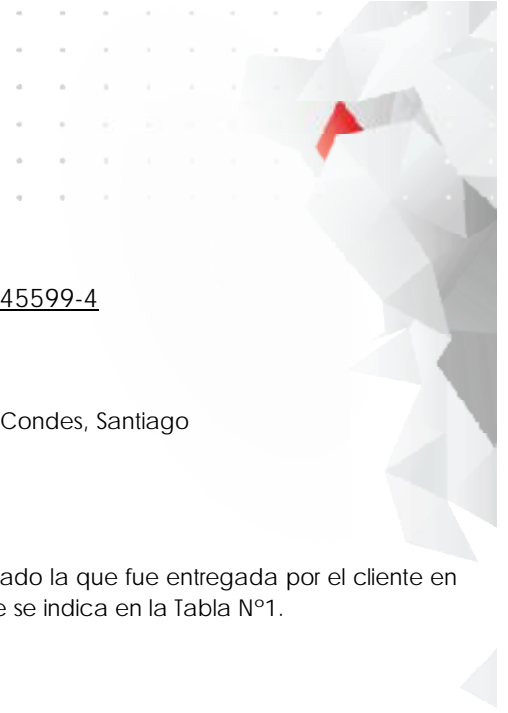 45599-4
Condes, Santiago
ado la que fue entregada por el cliente en
e se indica en la Tabla N°1.